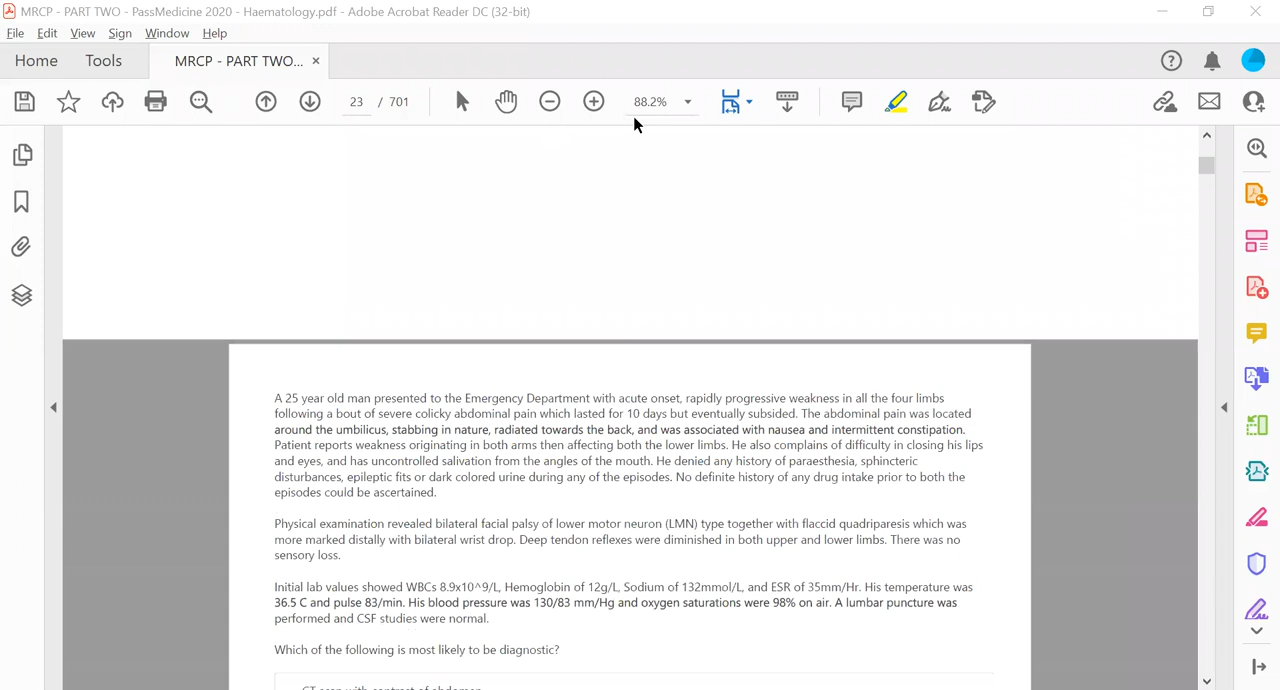 MRCP - PART TWO - PassMedicine 2020 - Haematology.pdf - Adobe Acrobat Reader DC (32-bit)
File Edit View Sign Window Help
Home Tools MRCP - PART TWO... ×
23 / 701 88.2%
A 25 year old man presented to the Emergency Department with acute onset, rapidly progressive weakness in all the four limbs
following a bout of severe colicky abdominal pain which lasted for 10 days but eventually subsided. The abdominal pain was located
around the umbilicus, stabbing in nature, radiated towards the back, and was associated with nausea and intermittent constipation.
Patient reports weakness originating in both arms then affecting both the lower limbs. He also complains of difficulty in closing his lips
and eyes, and has uncontrolled salivation from the angles of the mouth. He denied any history of paraesthesia, sphincteric
disturbances, epileptic fits or dark colored urine during any of the episodes. No definite history of any drug intake prior to both the
episodes could be ascertained.
Physical examination revealed bilateral facial palsy of lower motor neuron (LMN) type together with flaccid quadriparesis which was
more marked distally with bilateral wrist drop. Deep tendon reflexes were diminished in both upper and lower limbs. There was no
sensory loss.
Initial lab values showed WBCs 8.9x10^9/L, Hemoglobin of 12g/L, Sodium of 132mmol/L, and ESR of 35mm/Hr. His temperature was
36.5 C and pulse 83/min. His blood pressure was 130/83 mm/Hg and oxygen saturations were 98% on air. A lumbar puncture was
performed and CSF studies were normal.
Which of the following is most likely to be diagnostic?
CT scan with contrast of abdomen